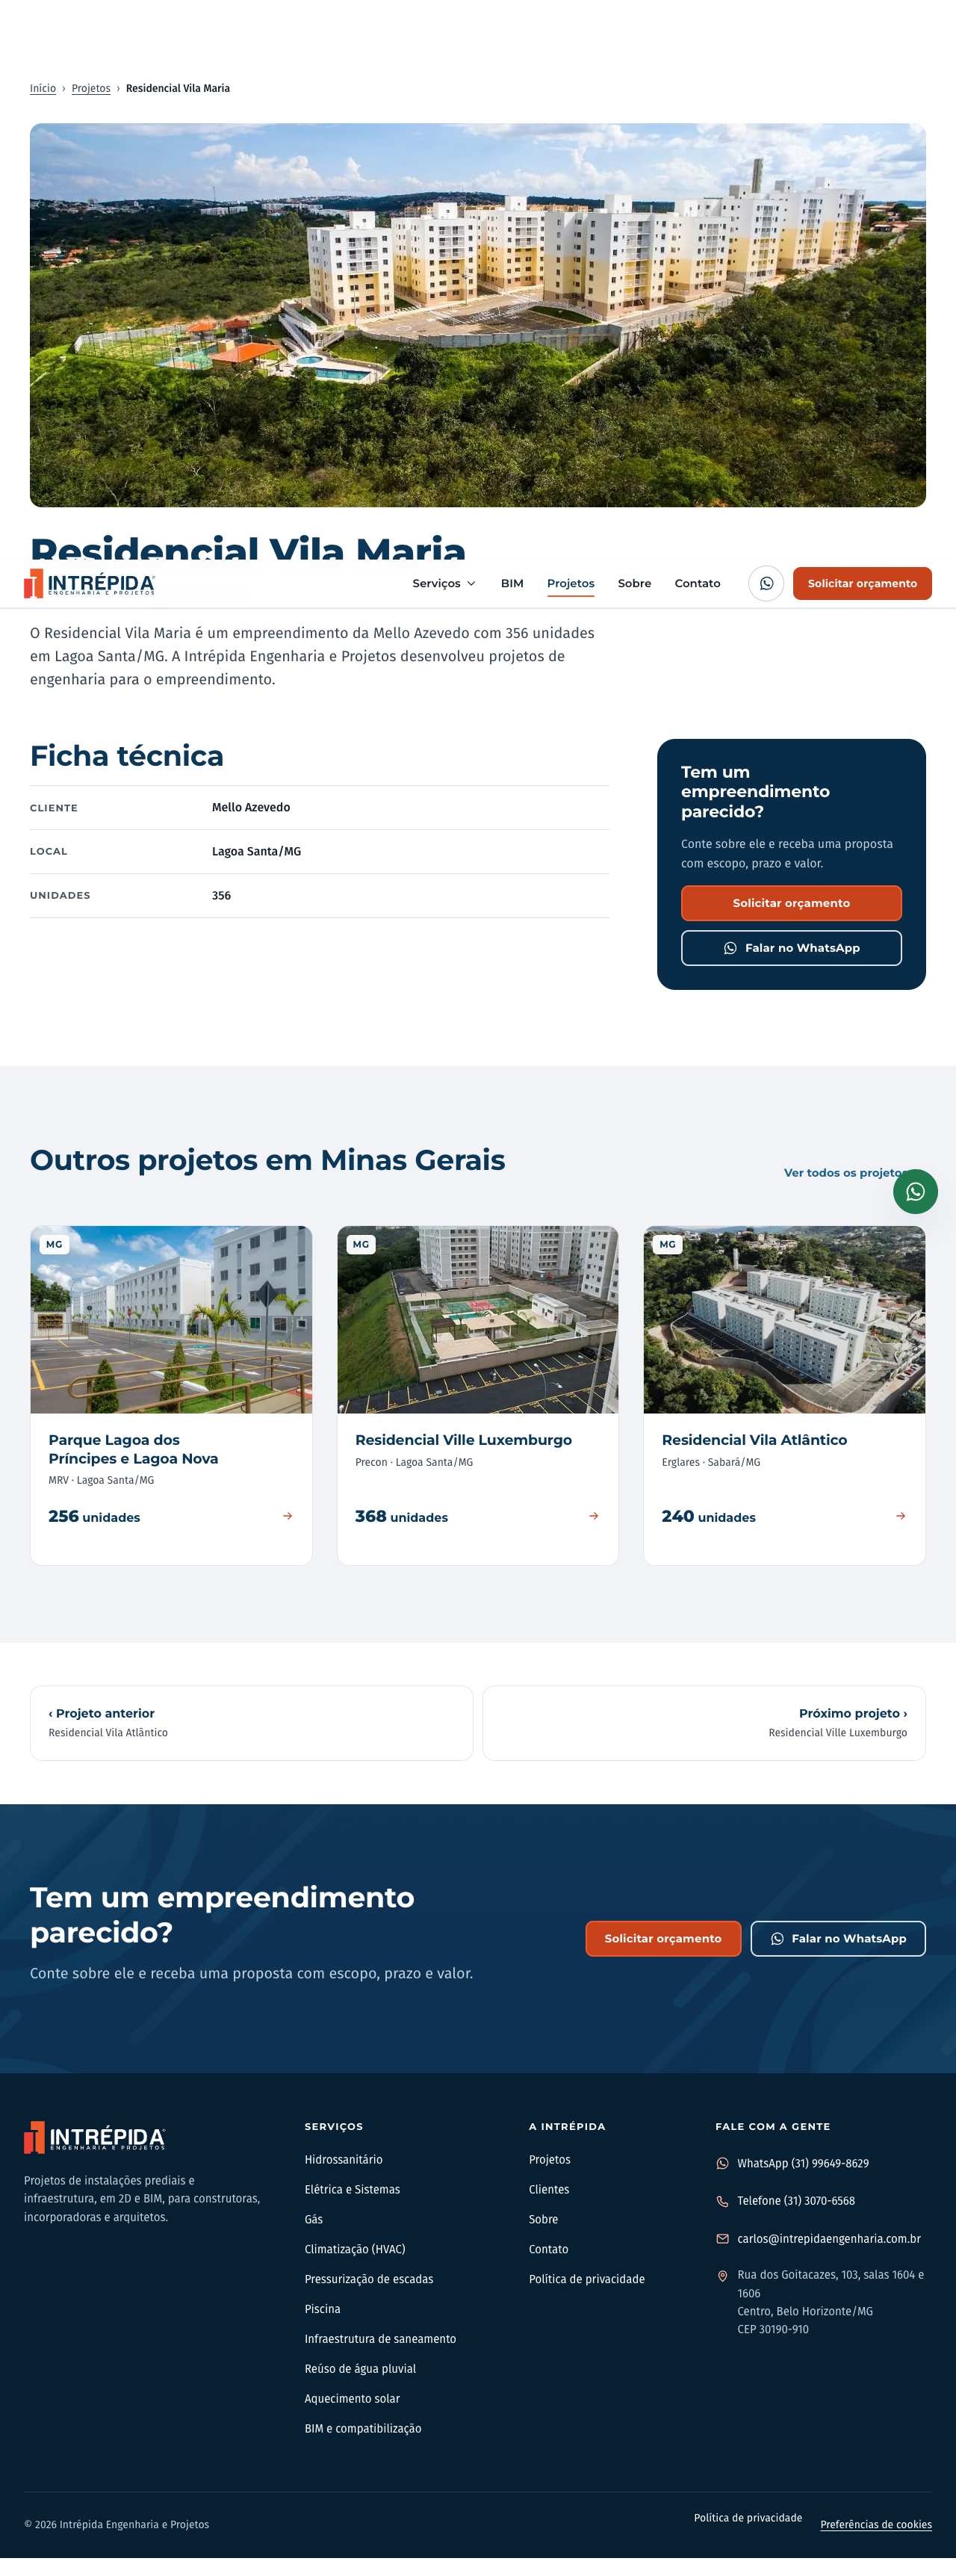 Início › Projetos › Residencial Vila Maria
Residencial Vila Maria
INTRÉPIDA
ENGENHARIA E PROJETOS
Serviços
BIM
Projetos
Sobre
Contato
Solicitar orçamento
O Residencial Vila Maria é um empreendimento da Mello Azevedo com 356 unidades
em Lagoa Santa/MG. A Intrépida Engenharia e Projetos desenvolveu projetos de
engenharia para o empreendimento.
Ficha técnica
CLIENTE Mello Azevedo
LOCAL Lagoa Santa/MG
UNIDADES 356
Tem um
empreendimento
parecido?
Conte sobre ele e receba uma proposta
com escopo, prazo e valor.
Solicitar orçamento
Falar no WhatsApp
Outros projetos em Minas Gerais
Ver todos os projetos
MG
Parque Lagoa dos
Príncipes e Lagoa Nova
MRV · Lagoa Santa/MG
256 unidades →
MG
Residencial Ville Luxemburgo
Precon · Lagoa Santa/MG
368 unidades →
MG
Residencial Vila Atlântico
Erglares · Sabará/MG
240 unidades →
‹ Projeto anterior
Residencial Vila Atlântico
Próximo projeto ›
Residencial Ville Luxemburgo
Tem um empreendimento
parecido?
Conte sobre ele e receba uma proposta com escopo, prazo e valor.
Solicitar orçamento
Falar no WhatsApp
INTRÉPIDA
ENGENHARIA E PROJETOS
Projetos de instalações prediais e
infraestrutura, em 2D e BIM, para construtoras,
incorporadoras e arquitetos.
SERVIÇOS
Hidrossanitário
Elétrica e Sistemas
Gás
Climatização (HVAC)
Pressurização de escadas
Piscina
Infraestrutura de saneamento
Reúso de água pluvial
Aquecimento solar
BIM e compatibilização
A INTRÉPIDA
Projetos
Clientes
Sobre
Contato
Política de privacidade
FALE COM A GENTE
WhatsApp (31) 99649-8629
Telefone (31) 3070-6568
carlos@intrepidaengenharia.com.br
Rua dos Goitacazes, 103, salas 1604 e
1606
Centro, Belo Horizonte/MG
CEP 30190-910
© 2026 Intrépida Engenharia e Projetos
Política de privacidade
Preferências de cookies